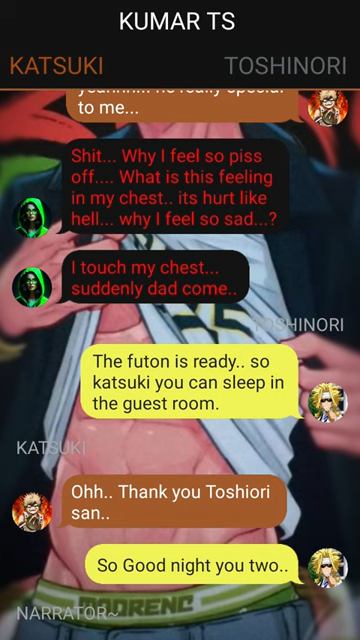 KUMAR TS
KATSUKI TOSHINORI
to me...
Shit... Why I feel so piss
off.... What is this feeling
in my chest.. its hurt like
hell... why I feel so sad...?
I touch my chest...
suddenly dad come..
TOSHINORI
The futon is ready.. so
katsuki you can sleep in
the guest room.
KATSUKI
Ohh.. Thank you Toshiori
san..
So Good night you two..
NARRATOR~